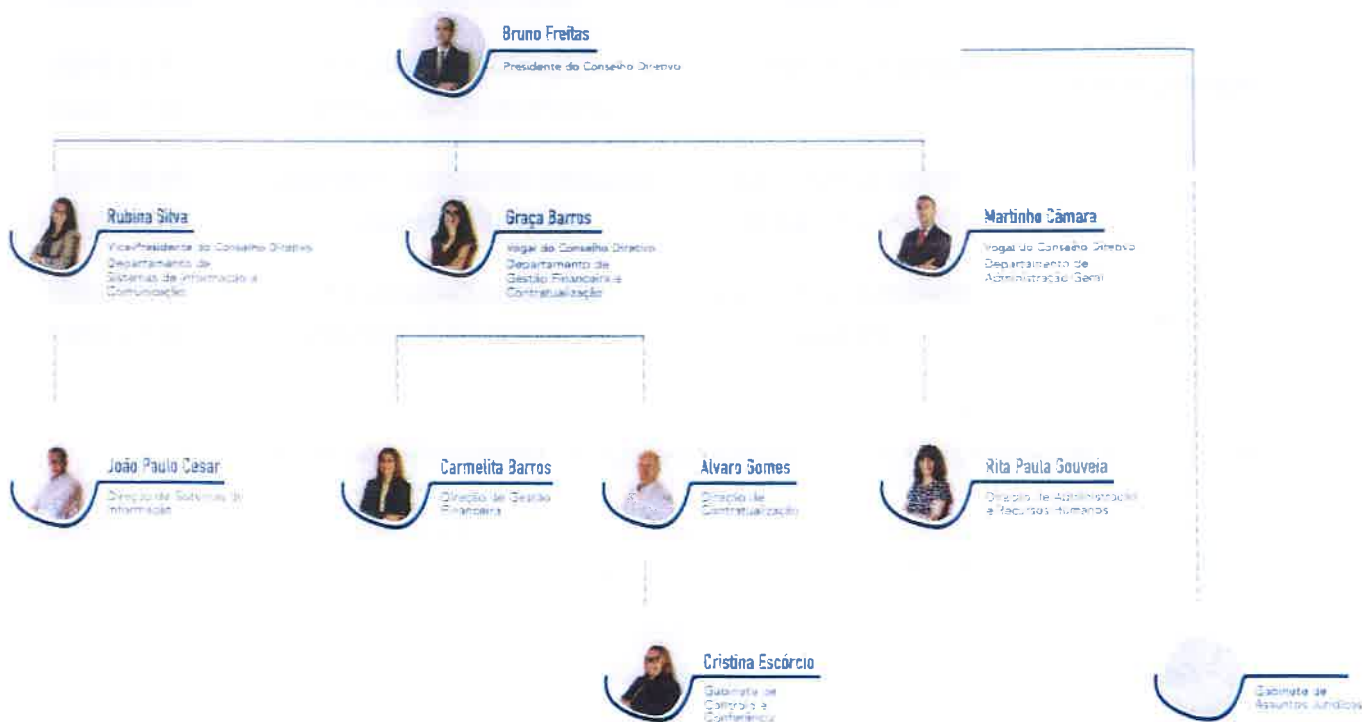 Bruno Freitas
Presidente do Conselho Diretivo
Rubina Silva
Vice-Presidente do Conselho Diretivo
Departamento de
Sistemas de Informação e
Comunicação
Graça Barros
Vogal do Conselho Diretivo
Departamento de
Gestão Financeira e
Contratualização
Martinho Câmara
Vogal do Conselho Diretivo
Departamento de
Administração Geral
João Paulo César
Direção de Sistemas de
Informação
Carmelita Barros
Direção de Gestão
Financeira
Alvaro Gomes
Direção de
Contratualização
Rita Paula Gouveia
Direção de Administração
e Recursos Humanos
Cristina Escórcio
Gabinete de
Controlo e
Conferência
Gabinete de
Assuntos Jurídicos